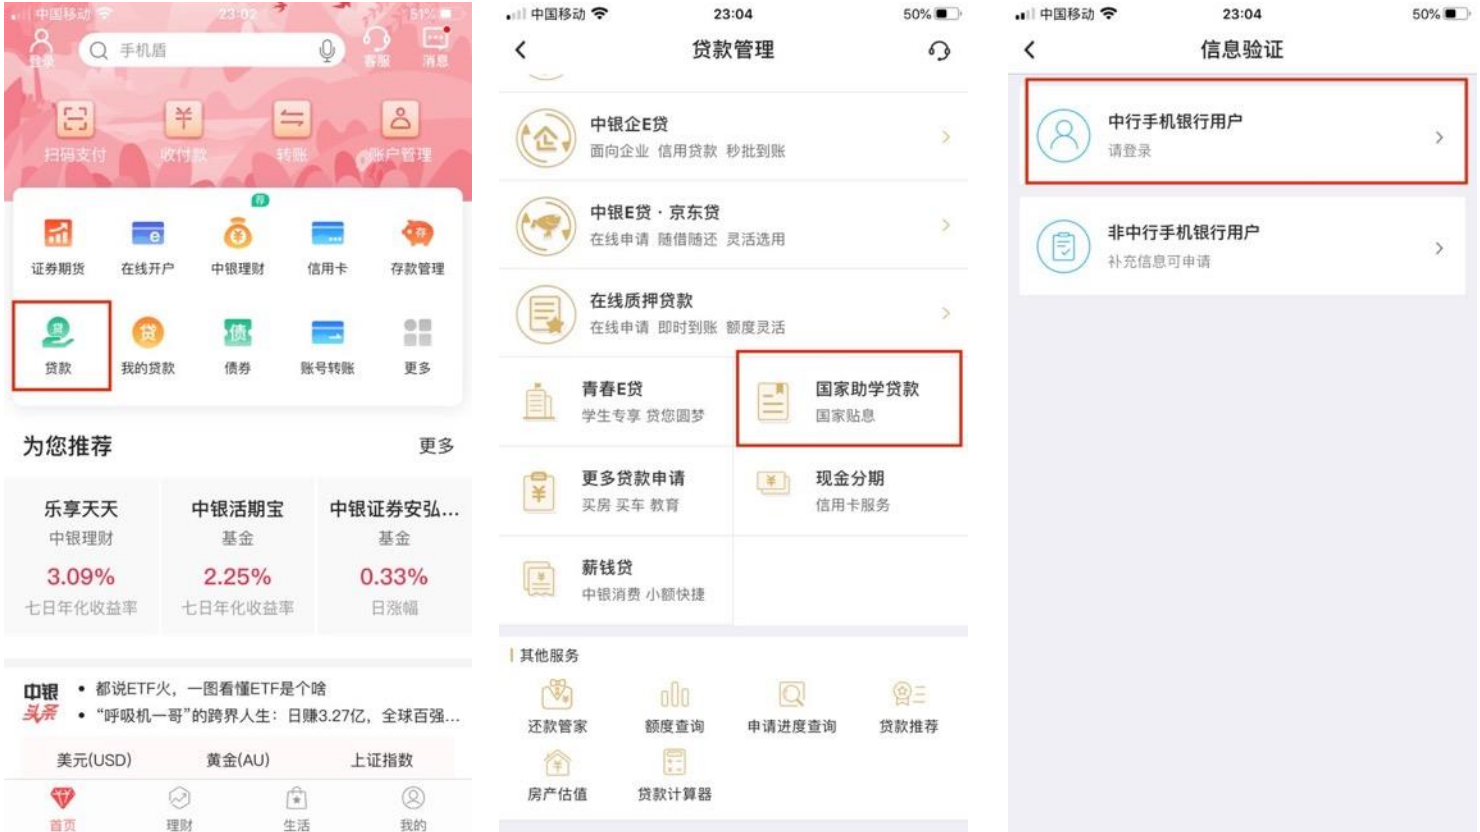 中国移动
23:02
51%
登录
手机盾
客服
消息
扫码支付
收付款
转账
账户管理
荐
证券期货
e
在线开户
中银理财
信用卡
存
存款管理
贷
贷款
贷
我的贷款
债
债券
账号转账
更多
为您推荐
更多
乐享天天
中银理财
3.09%
七日年化收益率
中银活期宝
基金
2.25%
七日年化收益率
中银证券安弘...
基金
0.33%
日涨幅
中银
头条
• 都说ETF火，一图看懂ETF是个啥
• “呼吸机一哥”的跨界人生：日赚3.27亿，全球百强...
美元(USD)
黄金(AU)
上证指数
首页
理财
生活
我的
中国移动
23:04
50%
贷款管理
企
中银企E贷
面向企业 信用贷款 秒批到账
中银E贷 · 京东贷
在线申请 随借随还 灵活选用
在线质押贷款
在线申请 即时到账 额度灵活
青春E贷
学生专享 贷您圆梦
国家助学贷款
国家贴息
更多贷款申请
买房 买车 教育
现金分期
信用卡服务
薪钱贷
中银消费 小额快捷
其他服务
还款管家
额度查询
申请进度查询
贷款推荐
房产估值
贷款计算器
中国移动
23:04
50%
信息验证
中行手机银行用户
请登录
非中行手机银行用户
补充信息可申请